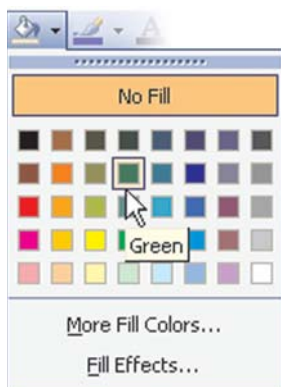 A
No Fill
Green
More Fill Colors...
Fill Effects...